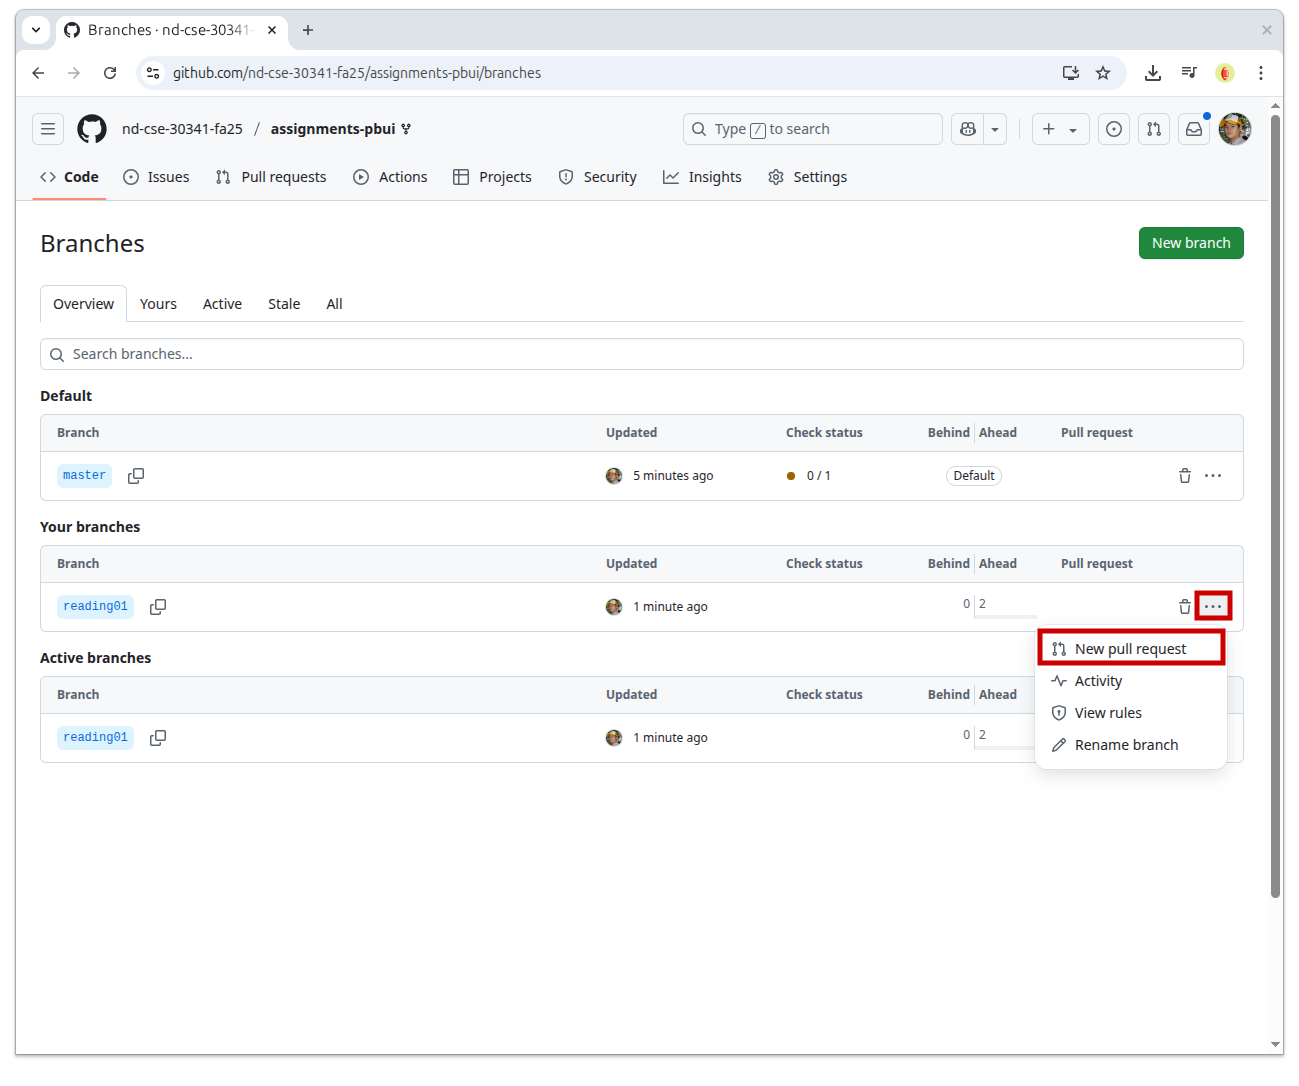 Branches · nd-cse-30341-
github.com/nd-cse-30341-fa25/assignments-pbui/branches
nd-cse-30341-fa25 / assignments-pbui
Type / to search
Code Issues Pull requests Actions Projects Security Insights Settings
Branches
New branch
Overview Yours Active Stale All
Search branches...
Default
Branch Updated Check status Behind Ahead Pull request
master 5 minutes ago 0 / 1 Default
Your branches
Branch Updated Check status Behind Ahead Pull request
reading01 1 minute ago 0 2
New pull request
Activity
View rules
Rename branch
Active branches
Branch Updated Check status Behind Ahead
reading01 1 minute ago 0 2